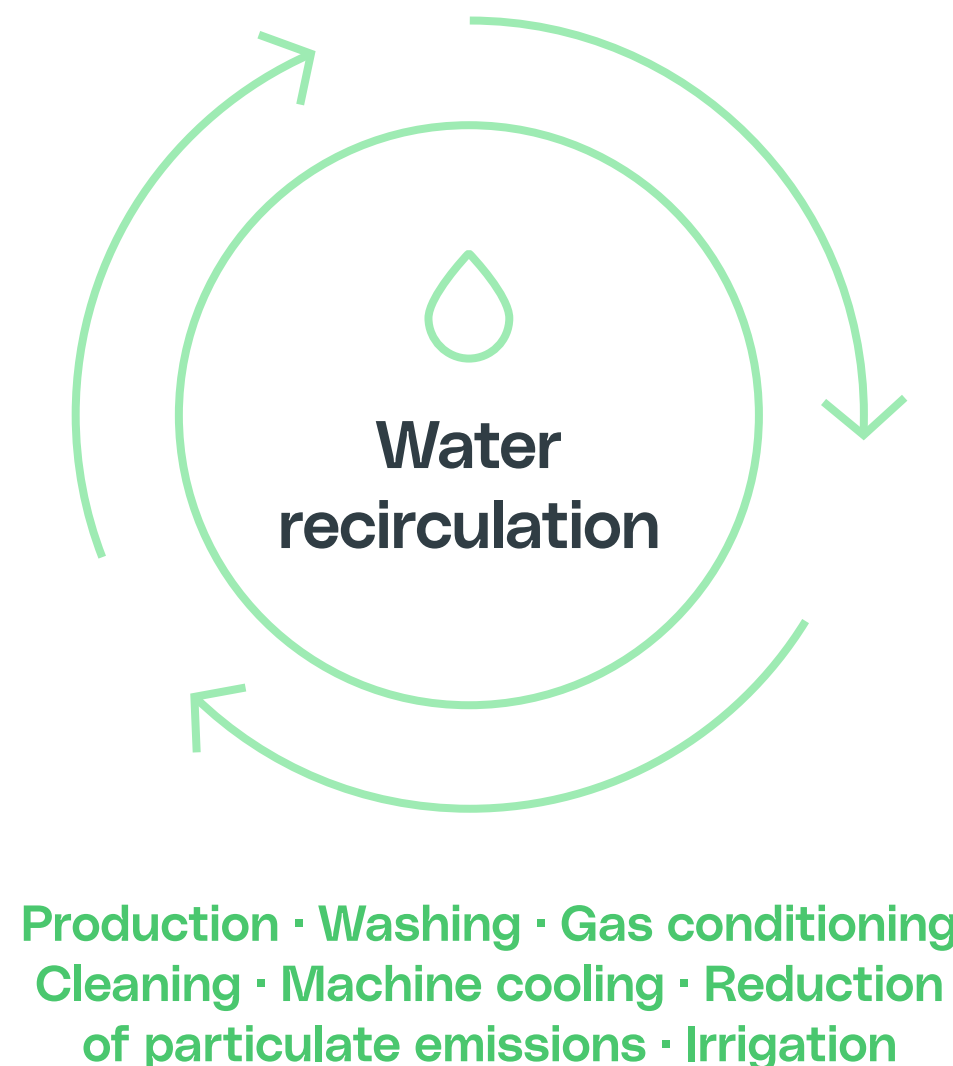 Water
recirculation
Production · Washing · Gas conditioning
Cleaning · Machine cooling · Reduction
of particulate emissions · Irrigation